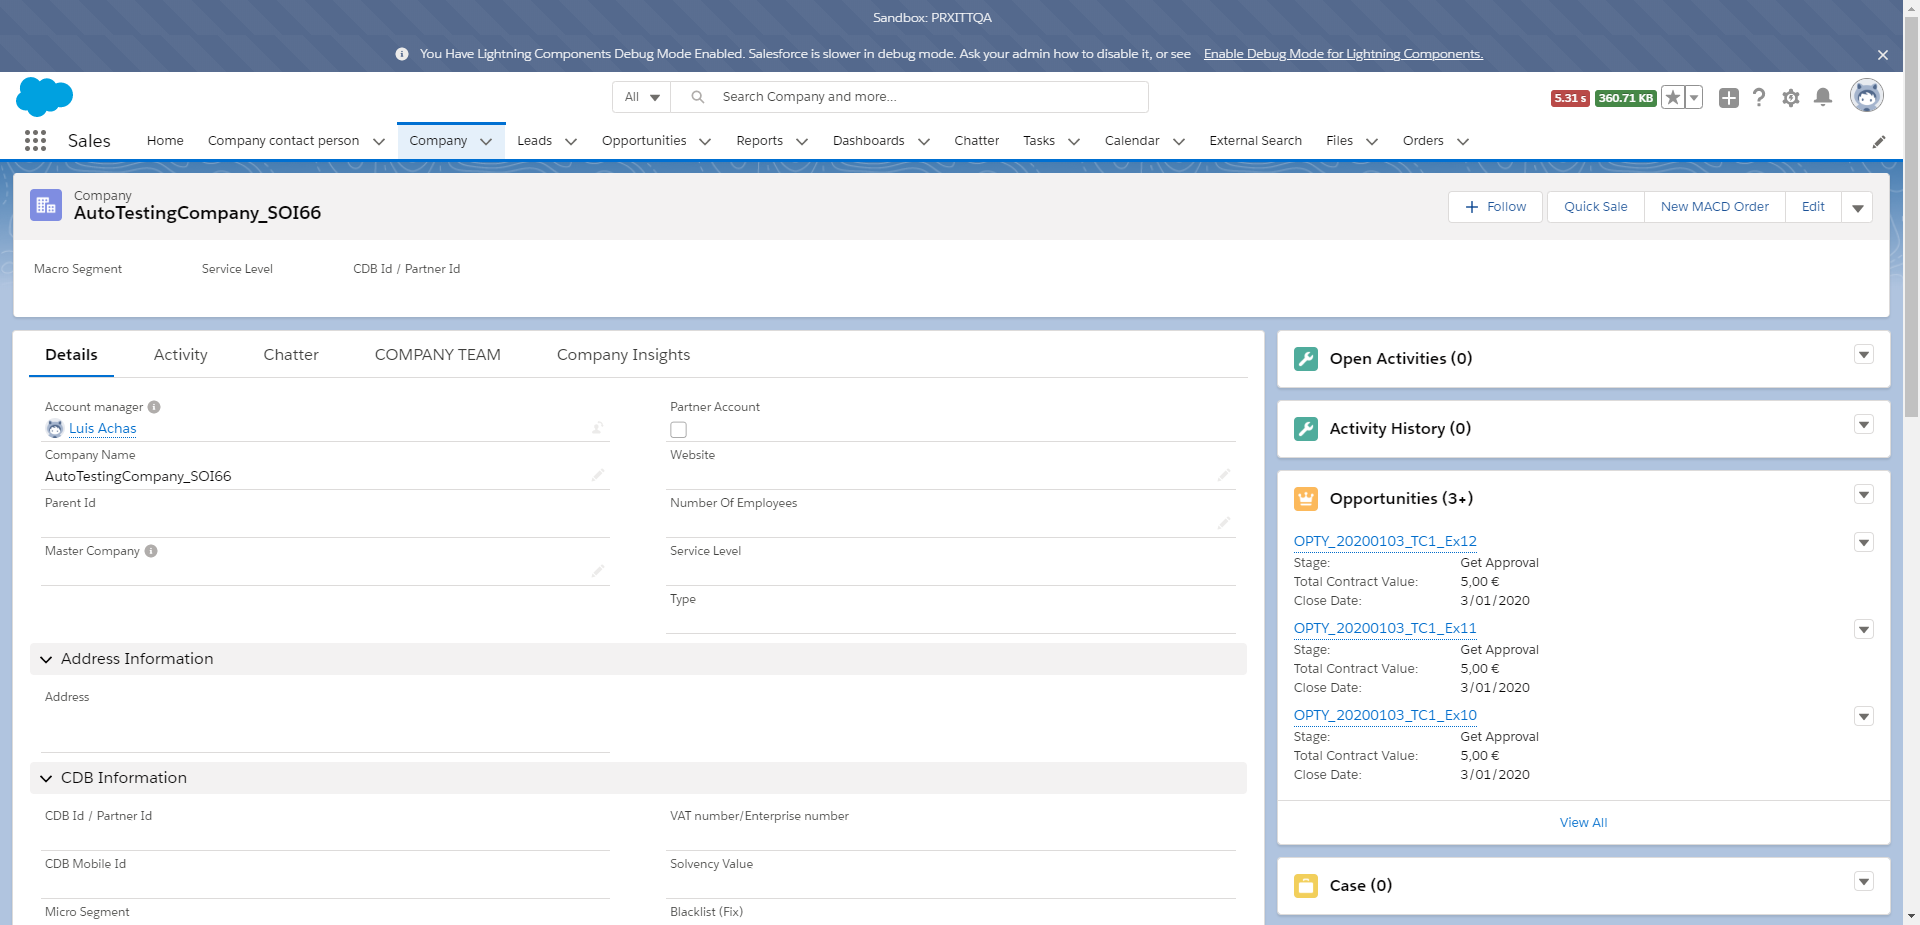 Sandbox: PRXITTQA
You Have Lightning Components Debug Mode Enabled. Salesforce is slower in debug mode. Ask your admin how to disable it, or see Enable Debug Mode for Lightning Components.
All Search Company and more...
5.31 s 360.71 KB
Sales Home Company contact person Company Leads Opportunities Reports Dashboards Chatter Tasks Calendar External Search Files Orders
Company
AutoTestingCompany_SOI66
Follow Quick Sale New MACD Order Edit
Macro Segment Service Level CDB Id / Partner Id
Details Activity Chatter COMPANY TEAM Company Insights
Account manager
Luis Achas
Company Name
AutoTestingCompany_SOI66
Parent Id
Master Company
Partner Account
Website
Number Of Employees
Service Level
Type
Address Information
Address
CDB Information
CDB Id / Partner Id
CDB Mobile Id
Micro Segment
VAT number/Enterprise number
Solvency Value
Blacklist (Fix)
Open Activities (0)
Activity History (0)
Opportunities (3+)
OPTY_20200103_TC1_Ex12
Stage: Get Approval
Total Contract Value: 5,00 €
Close Date: 3/01/2020
OPTY_20200103_TC1_Ex11
Stage: Get Approval
Total Contract Value: 5,00 €
Close Date: 3/01/2020
OPTY_20200103_TC1_Ex10
Stage: Get Approval
Total Contract Value: 5,00 €
Close Date: 3/01/2020
View All
Case (0)